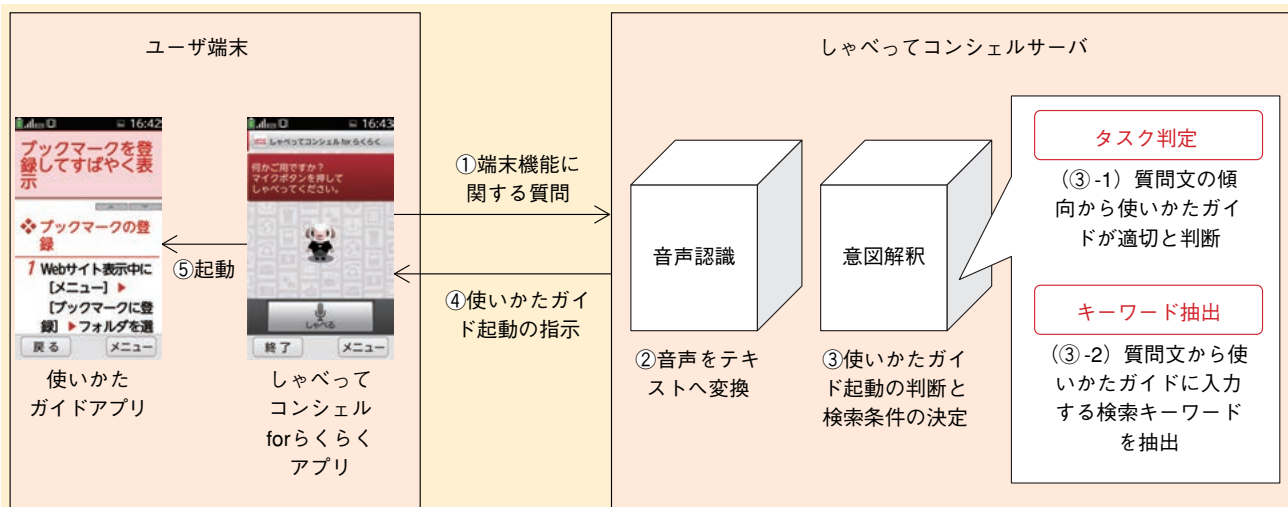 ユーザ端末
16:42
ブックマークを登
録してすばやく表
示
❖ブックマークの登
録
1 Webサイト表示中に
[メニュー]▶
[ブックマークに登
録]▶フォルダを選
戻る
メニュー
使いかた
ガイドアプリ
⑤起動
16:43
しゃべってコンシェル for らくらく
何かご用ですか?
マイクボタンを押して
しゃべってください。
しゃべる
終了
メニュー
しゃべって
コンシェル
forらくらく
アプリ
①端末機能に
関する質問
④使いかたガイ
ド起動の指示
しゃべってコンシェルサーバ
音声認識
②音声をテキ
ストへ変換
意図解釈
③使いかたガイ
ド起動の判断と
検索条件の決定
タスク判定
(③-1)質問文の傾
向から使いかたガイ
ドが適切と判断
キーワード抽出
(③-2)質問文から使
いかたガイドに入力
する検索キーワード
を抽出